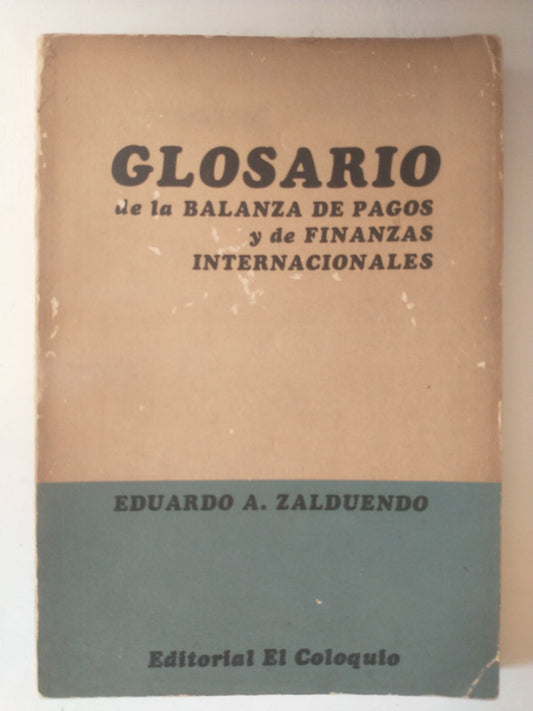 GLOSARIO
de la BALANZA DE PAGOS
y de FINANZAS
INTERNACIONALES
EDUARDO A. ZALDUENDO
Editorial El Coloquio